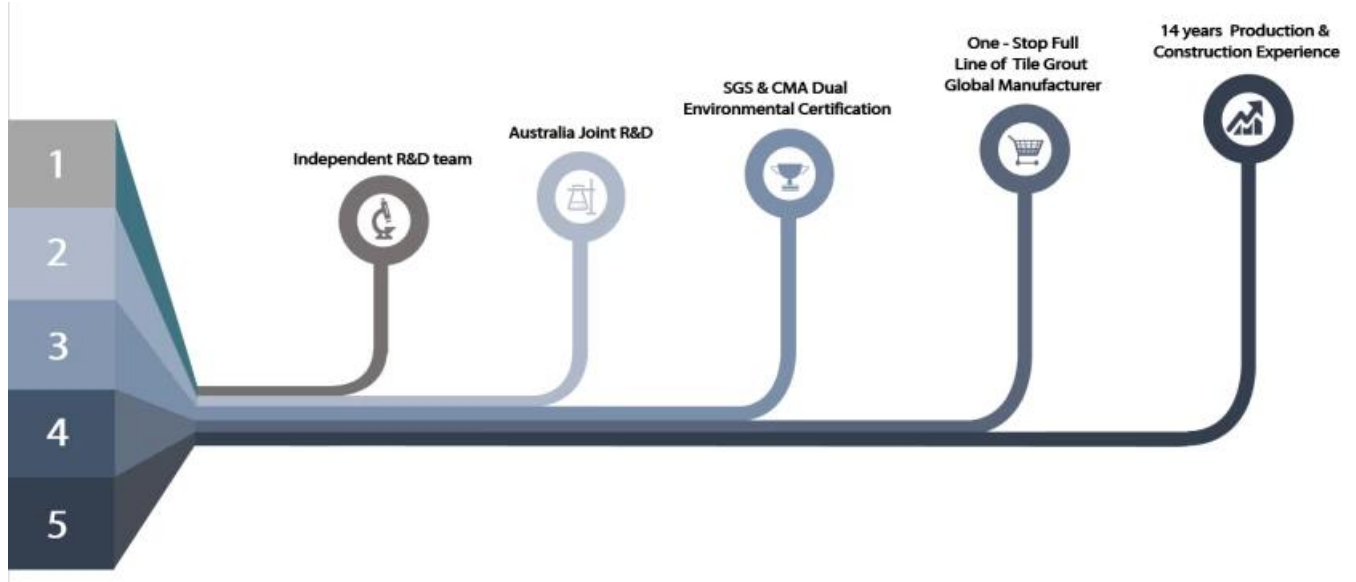 1
2
3
4
5
Independent R&D team
Australia Joint R&D
SGS & CMA Dual
Environmental Certification
One - Stop Full
Line of Tile Grout
Global Manufacturer
14 years Production &
Construction Experience